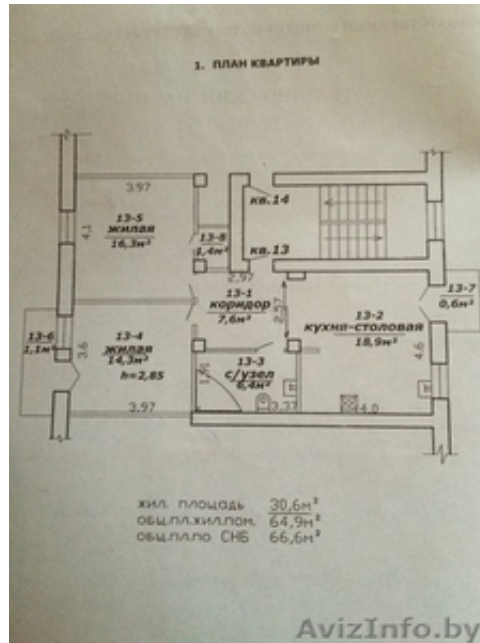 1. ПЛАН КВАРТИРЫ
3.97
13-5
жилая
16,3м²
4,1
13-8
1,4м²
кв.14
кв.13
2,97
13-1
коридор
7,6м²
2,57
13-7
0,6м²
13-2
кухня-столовая
18,9м²
4,6
13-6
1,1м²
3.6
13-4
жилая
14,3м²
h=2,85
3.97
13-3
с/узел
6,4м²
3,37
4,0
жил. площадь 30,6м²
общ.пл.жил.пом. 64,9м²
общ.пл.по СНБ 66,6м²
AvizInfo.by